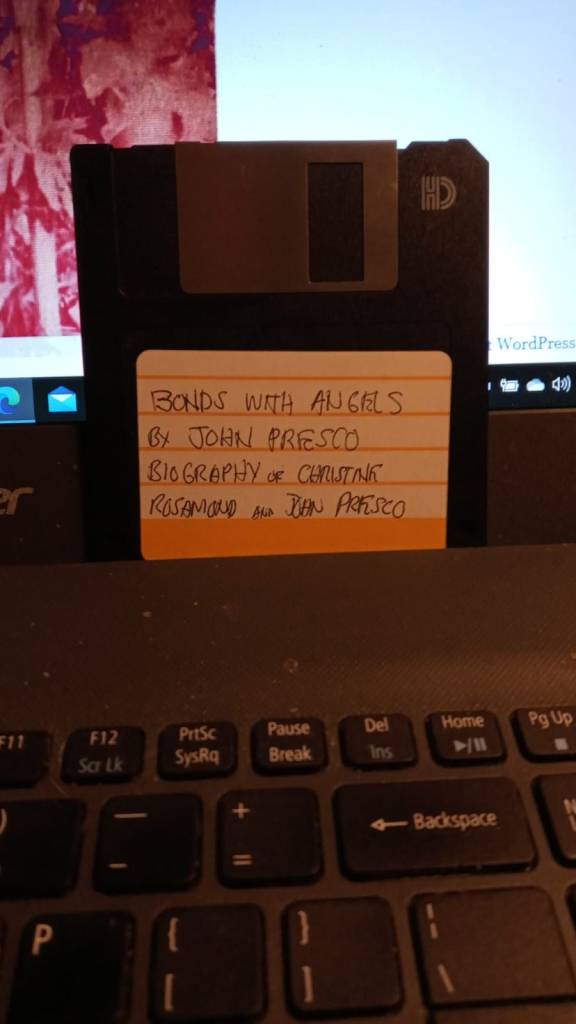 HD
t WordPress
BONDS WITH ANGELS
BY JOHN PRESCO
BIOGRAPHY OF CHRISTINE
ROSAMOND AND JOHN PRESCO
er
F11
F12
Scr Lk
PrtSc
SysRq
Pause
Break
Del
Ins
Home
Pg Up
)
—
–
+
=
← Backspace
N
P
{
[
}
]
|
\